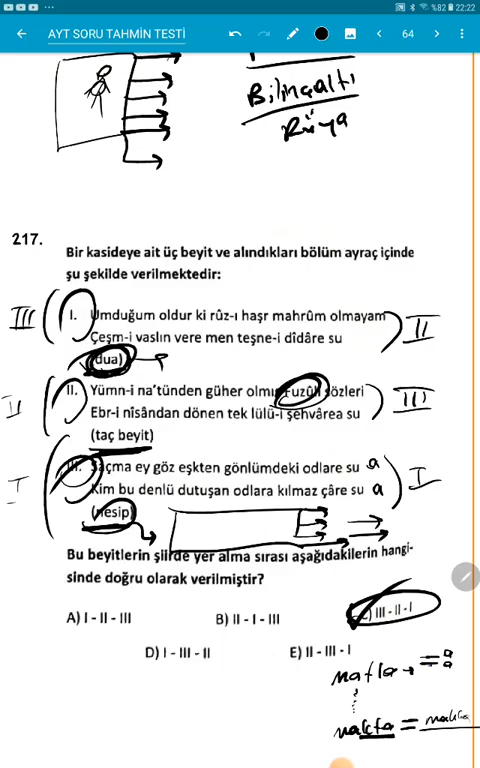 %82 22:22
AYT SORU TAHMİN TESTİ
64
Bilinçaltı
Rüya
217.
Bir kasideye ait üç beyit ve alındıkları bölüm ayraç içinde
şu şekilde verilmektedir:
III I. Umduğum oldur ki rûz-ı haşr mahrûm olmayam II
Çeşm-i vaslın vere men teşne-i dîdâre su
(dua)
II II. Yümn-i na'tünden güher olmış Fuzûlî sözleri III
Ebr-i nîsândan dönen tek lülü-i şehvârea su
(taç beyit)
I III. Saçma ey göz eşkten gönlümdeki odlare su a I
Kim bu denlü dutuşan odlara kılmaz çâre su a
(nesip)
Bu beyitlerin şiirde yer alma sırası aşağıdakilerin hangi-
sinde doğru olarak verilmiştir?
A) I - II - III B) II - I - III C) III - II - I
D) I - III - II E) II - III - I
matla → = a
a
makta =